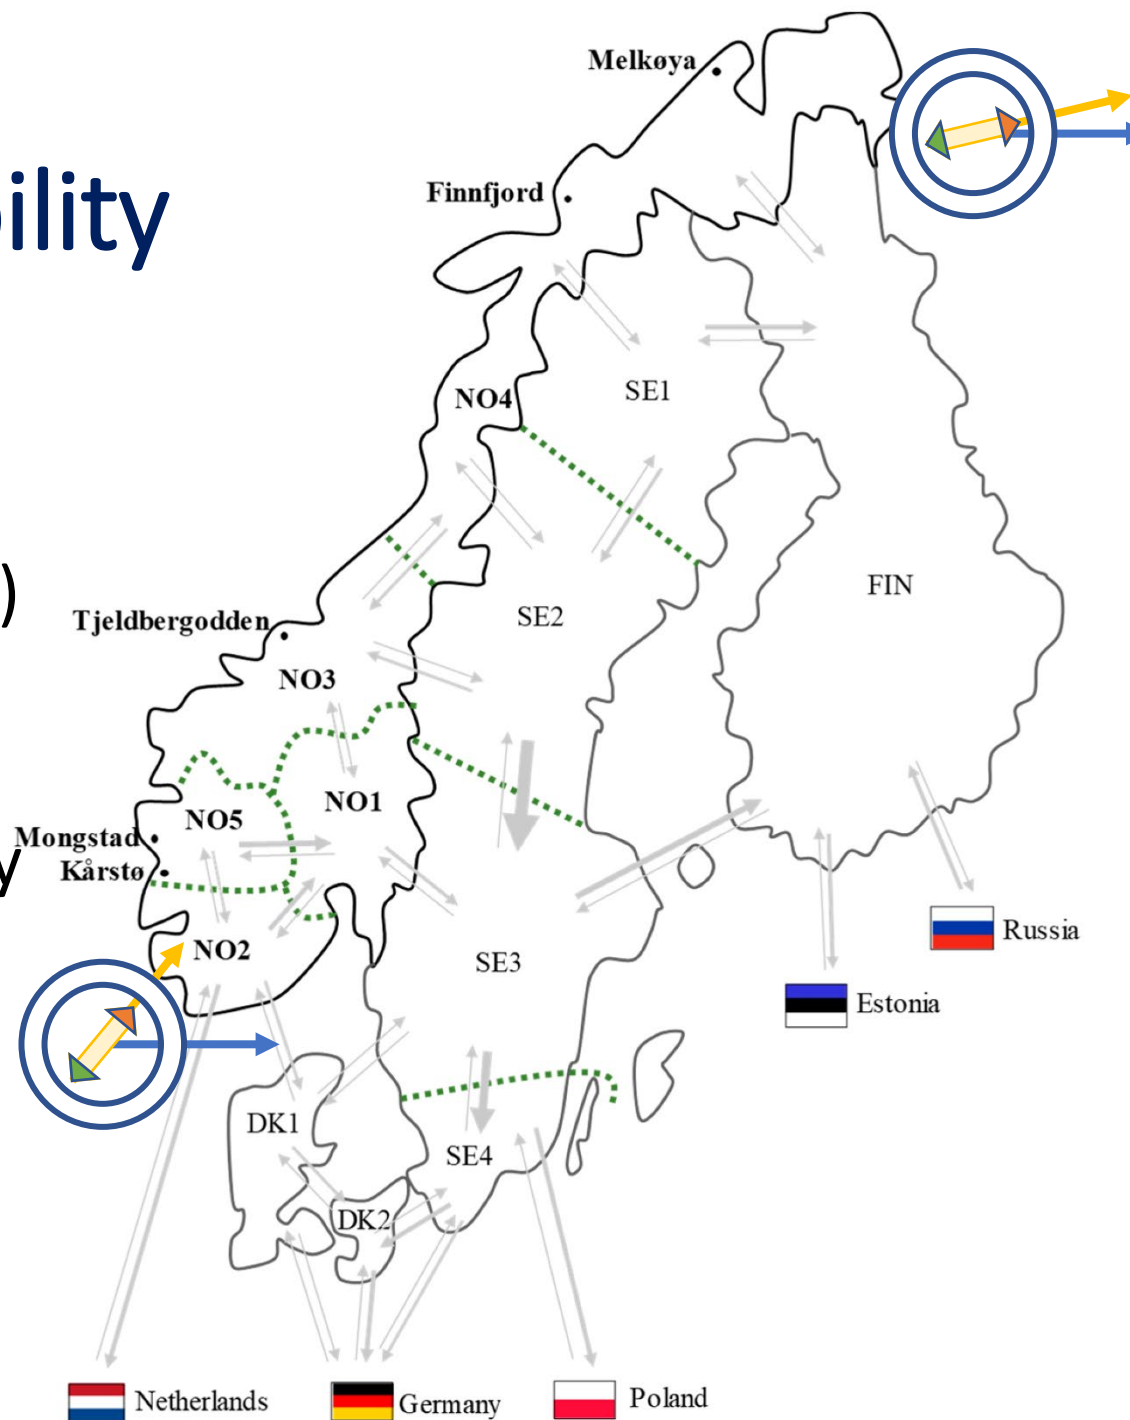 Melkøya
bility
Finnfjord
SE1
NO4
FIN
)
SE2
Tjeldbergodden
NO3
NO1
NO5
Mongstad
y
Kårstø
Russia
NO2
SE3
Estonia
DK1
SE4
DK2
Netherlands
Germany
Poland